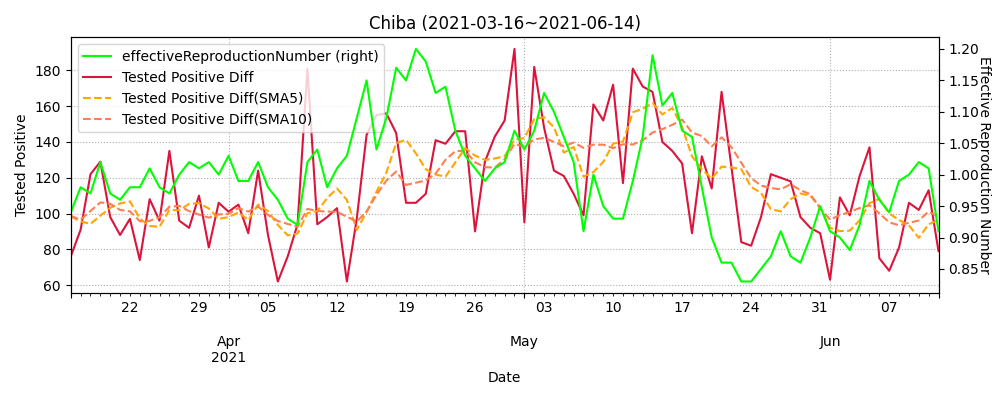 Chiba (2021-03-16~2021-06-14)
effectiveReproductionNumber (right)
Tested Positive Diff
Tested Positive Diff(SMA5)
Tested Positive Diff(SMA10)
Tested Positive
180
160
140
120
100
80
60
1.20
1.15
1.10
1.05
1.00
0.95
0.90
0.85
Effective Reproduction Number
22 29 05 12 19 26 03 10 17 24 31 07
Apr May Jun
2021
Date